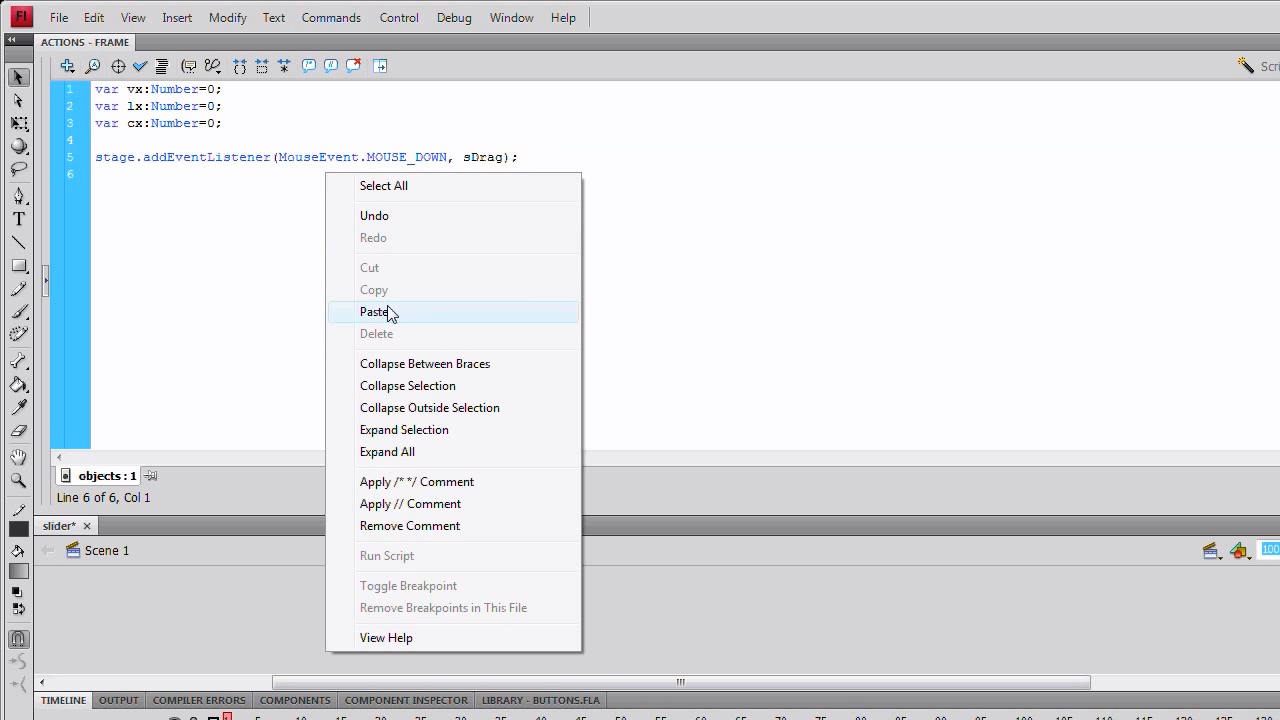 Fl File Edit View Insert Modify Text Commands Control Debug Window Help
ACTIONS - FRAME
1 var vx:Number=0;
2 var lx:Number=0;
3 var cx:Number=0;
4
5 stage.addEventListener(MouseEvent.MOUSE_DOWN, sDrag);
6
Select All
Undo
Redo
Cut
Copy
Paste
Delete
Collapse Between Braces
Collapse Selection
Collapse Outside Selection
Expand Selection
Expand All
Apply /* */ Comment
Apply // Comment
Remove Comment
Run Script
Toggle Breakpoint
Remove Breakpoints in This File
View Help
objects : 1
Line 6 of 6, Col 1
slider*
Scene 1
100
TIMELINE OUTPUT COMPILER ERRORS COMPONENTS COMPONENT INSPECTOR LIBRARY - BUTTONS.FLA